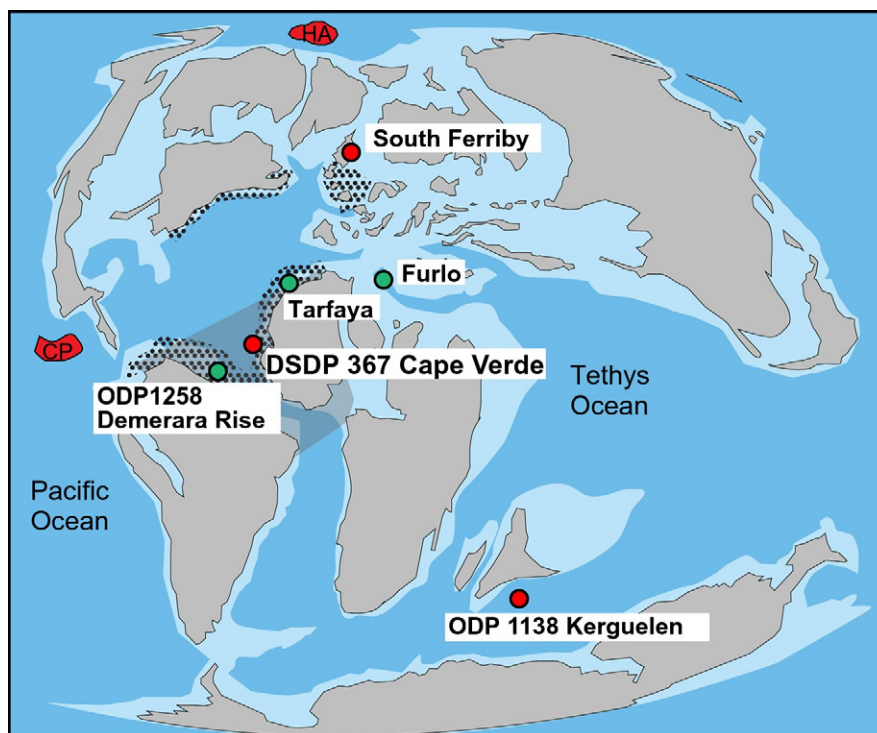 HA
South Ferriby
Furlo
Tarfaya
CP
DSDP 367 Cape Verde
ODP1258
Demerara Rise
Tethys
Ocean
Pacific
Ocean
ODP 1138 Kerguelen